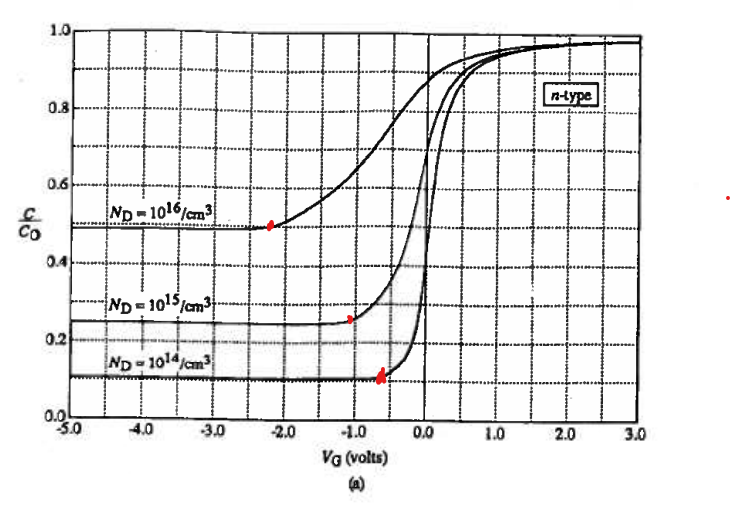 1.0
n-type
0.8
0.6
N_D = 10^16/cm^3
C/C_O
0.4
N_D = 10^15/cm^3
0.2
N_D = 10^14/cm^3
0.0
-5.0 -4.0 -3.0 -2.0 -1.0 0.0 1.0 2.0 3.0
V_G (volts)
(a)